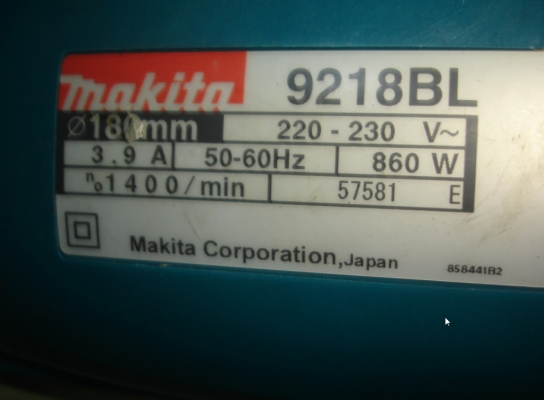 makita 9218BL
⌀180mm 220 - 230 V~
3.9 A 50-60Hz 860 W
n₀1400/min 57581 E
Makita Corporation,Japan 858441B2